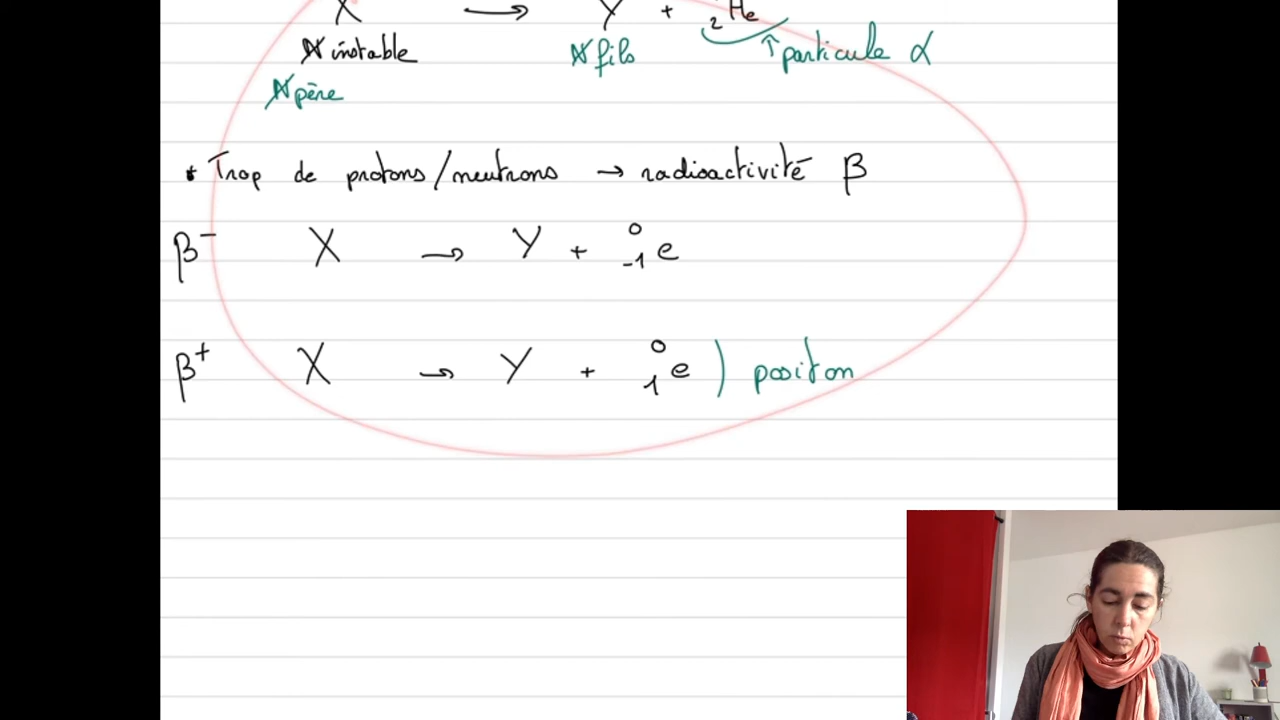 X → Y + ₂He
N instable N fils ↑ particule α
N père
• Trop de protons/neutrons → radioactivité β
β⁻ X → Y + ⁰₋₁e
β⁺ X → Y + ⁰₁e ) positon